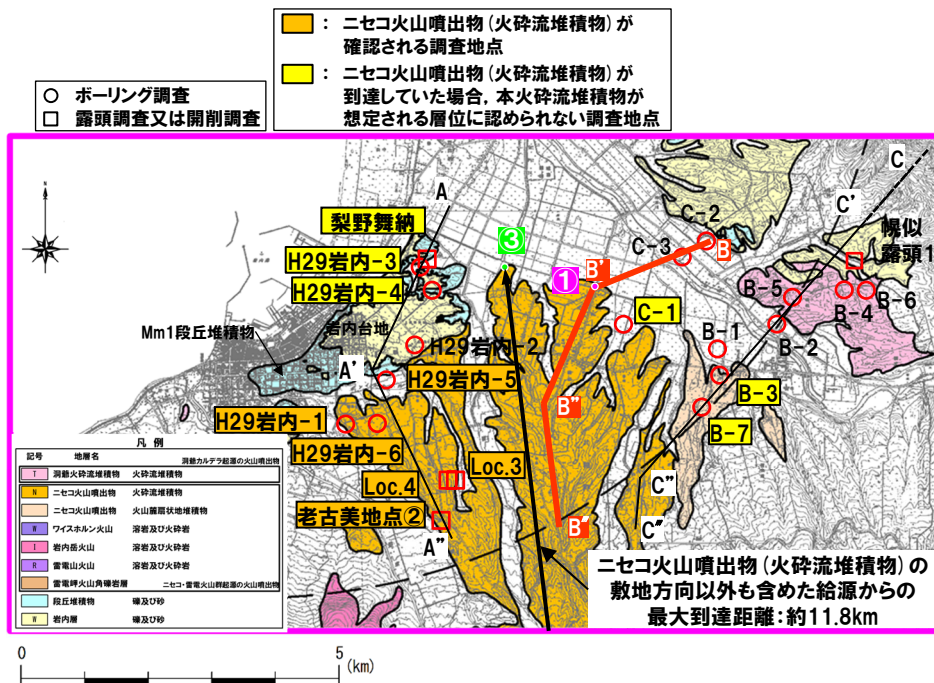 ：ニセコ火山噴出物（火砕流堆積物）が
確認される調査地点
：ニセコ火山噴出物（火砕流堆積物）が
到達していた場合，本火砕流堆積物が
想定される層位に認められない調査地点
ボーリング調査
露頭調査又は開削調査
A
C
C'
C-2
梨野舞納
③
C-3
B
幌似
露頭1
H29岩内-3
①
B'
H29岩内-4
B-5
B-4
B-6
C-1
Mm1段丘堆積物
岩内台地
H29岩内-2
B-1
B-2
A'
H29岩内-5
B-3
B''
H29岩内-1
B-7
H29岩内-6
Loc.3
Loc.4
C''
老古美地点②
B'
C''
A''
ニセコ火山噴出物（火砕流堆積物）の
敷地方向以外も含めた給源からの
最大到達距離：約11.8km
凡 例
記号 地層名
洞爺カルデラ起源の火山噴出物
T 洞爺火砕流堆積物 火砕流堆積物
N ニセコ火山噴出物 火砕流堆積物
ニセコ火山噴出物 火山麓扇状地堆積物
W ワイスホルン火山 溶岩及び火砕岩
I 岩内岳火山 溶岩及び火砕岩
R 雷電山火山 溶岩及び火砕岩
雷電岬火山角礫岩層 ニセコ・雷電火山群起源の火山噴出物
段丘堆積物 礫及び砂
W 岩内層 礫及び砂
0 5
(km)